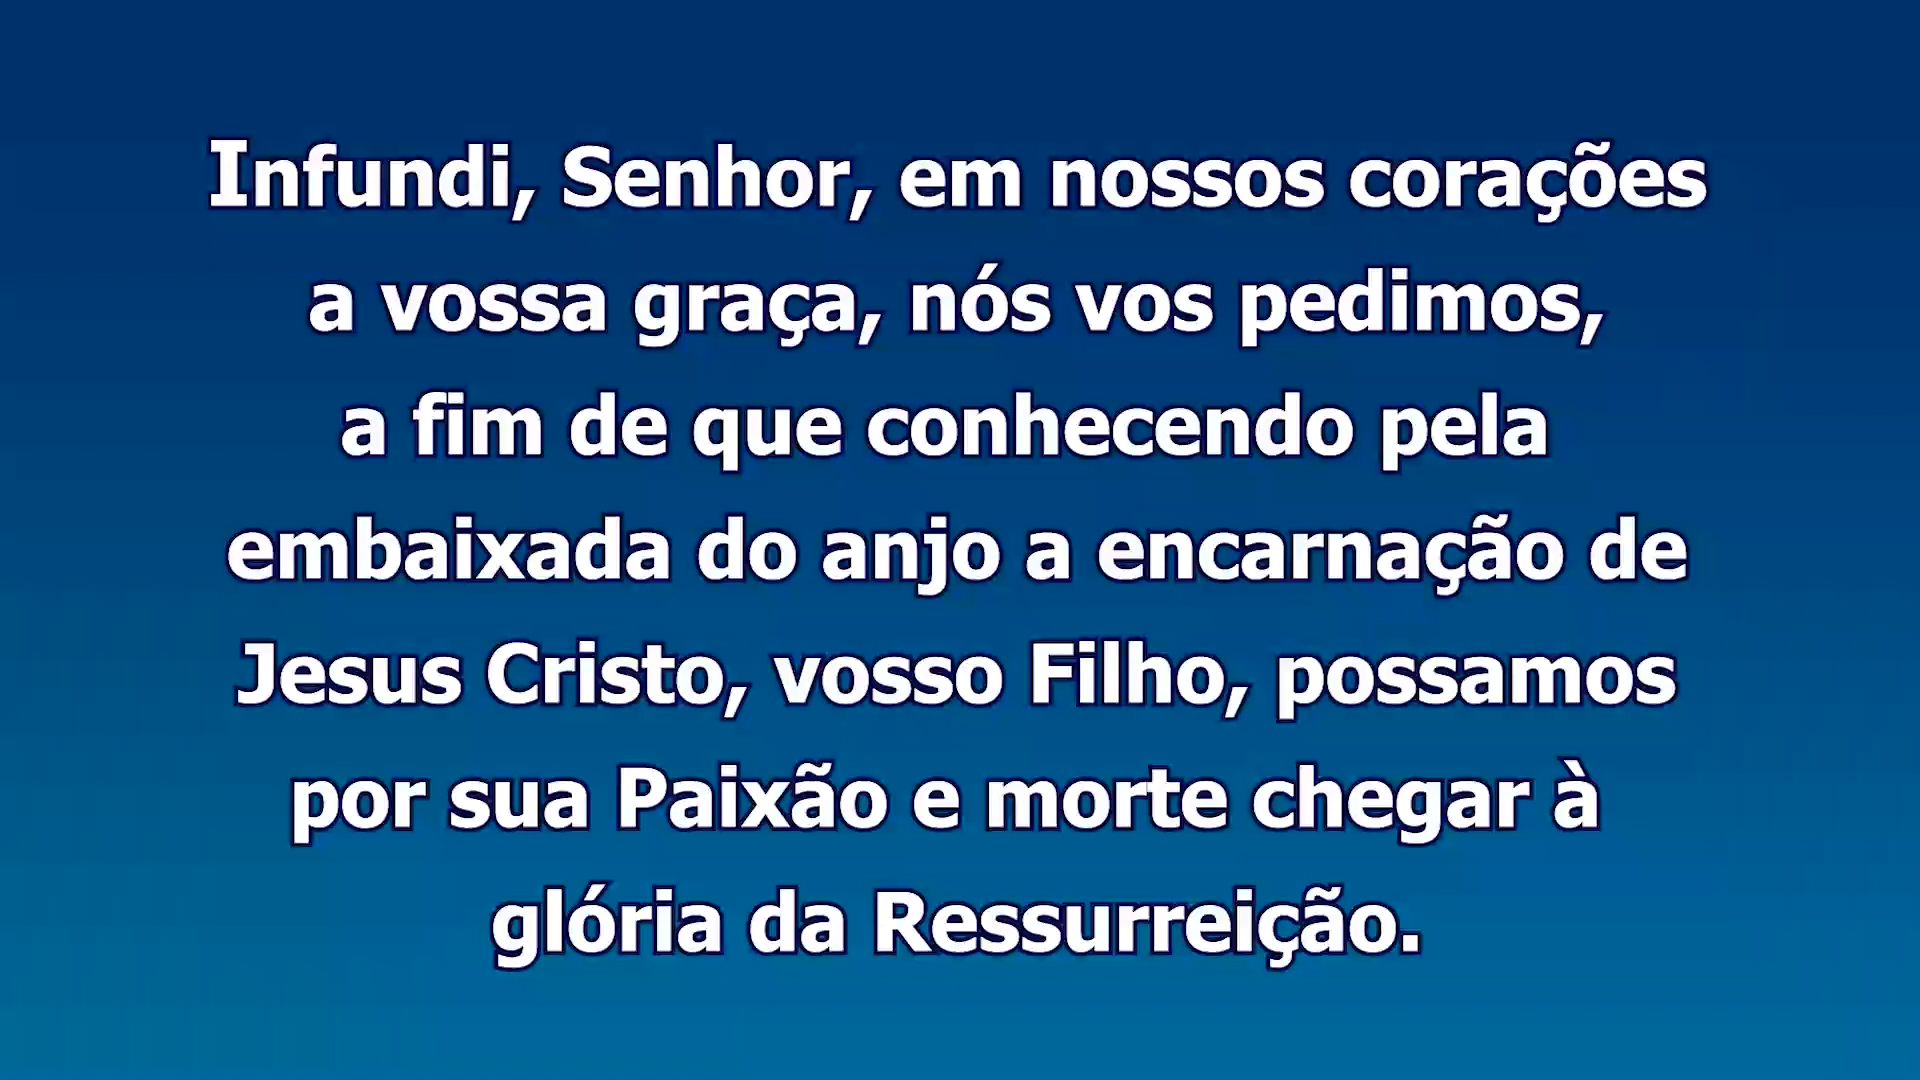 Infundi, Senhor, em nossos corações
a vossa graça, nós vos pedimos,
a fim de que conhecendo pela
embaixada do anjo a encarnação de
Jesus Cristo, vosso Filho, possamos
por sua Paixão e morte chegar à
glória da Ressurreição.